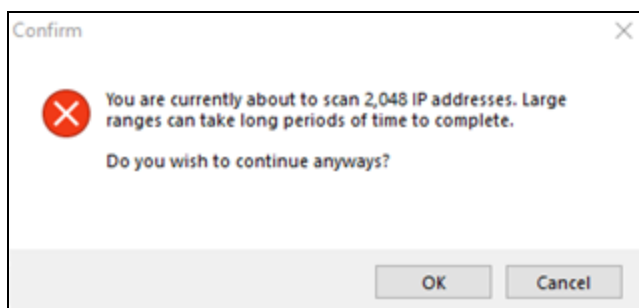 Confirm
You are currently about to scan 2,048 IP addresses. Large
ranges can take long periods of time to complete.
Do you wish to continue anyways?
OK
Cancel